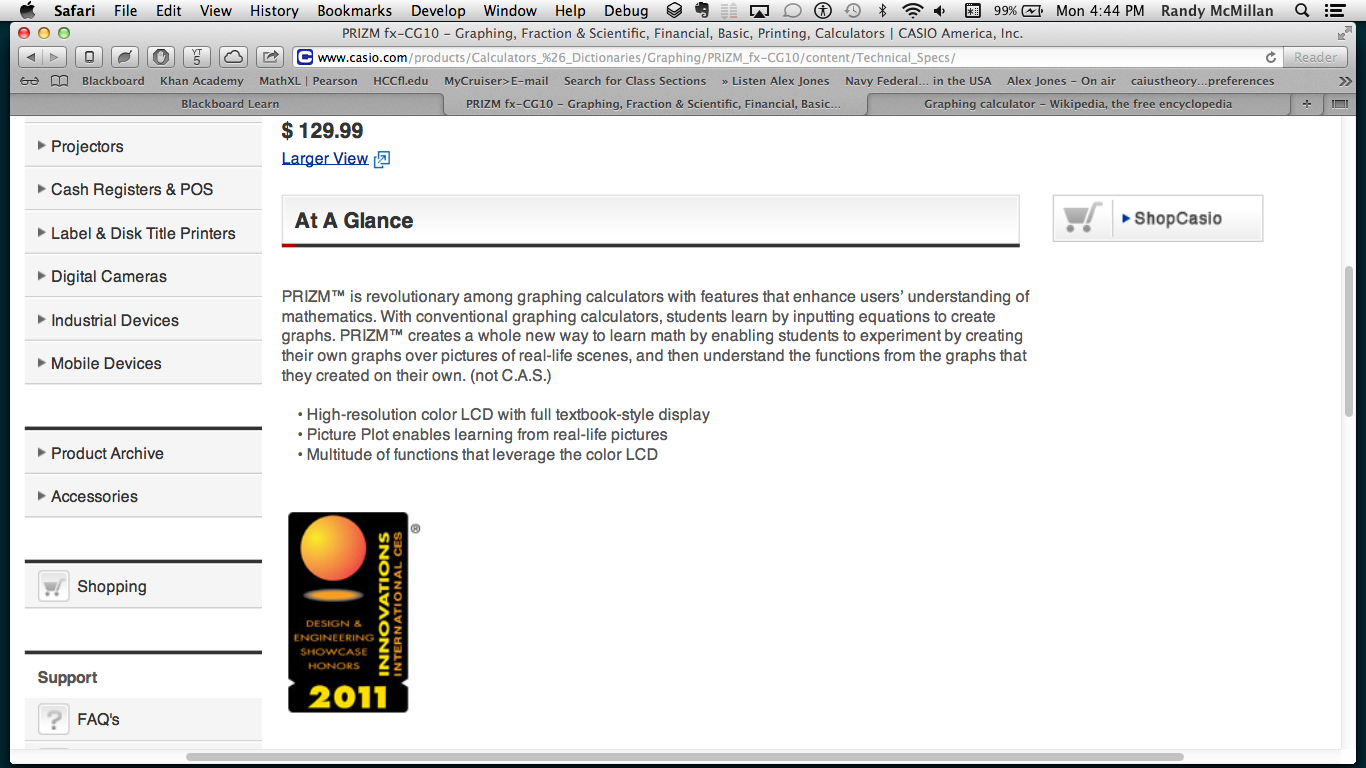 Safari File Edit View History Bookmarks Develop Window Help Debug 99% Mon 4:44 PM Randy McMillan
PRIZM fx-CG10 – Graphing, Fraction & Scientific, Financial, Basic, Printing, Calculators | CASIO America, Inc.
YT 5 www.casio.com/products/Calculators_%26_Dictionaries/Graphing/PRIZM_fx-CG10/content/Technical_Specs/ Reader
Blackboard Khan Academy MathXL | Pearson HCCfl.edu MyCruiser>E-mail Search for Class Sections » Listen Alex Jones Navy Federal... in the USA Alex Jones – On air caiustheory...preferences »
Blackboard Learn PRIZM fx-CG10 – Graphing, Fraction & Scientific, Financial, Basic... Graphing calculator – Wikipedia, the free encyclopedia +
Projectors
Cash Registers & POS
Label & Disk Title Printers
Digital Cameras
Industrial Devices
Mobile Devices
Product Archive
Accessories
Shopping
Support
? FAQ's
$ 129.99
Larger View
At A Glance
ShopCasio
PRIZM™ is revolutionary among graphing calculators with features that enhance users’ understanding of
mathematics. With conventional graphing calculators, students learn by inputting equations to create
graphs. PRIZM™ creates a whole new way to learn math by enabling students to experiment by creating
their own graphs over pictures of real-life scenes, and then understand the functions from the graphs that
they created on their own. (not C.A.S.)
• High-resolution color LCD with full textbook-style display
• Picture Plot enables learning from real-life pictures
• Multitude of functions that leverage the color LCD
INNOVATIONS
INTERNATIONAL CES
®
DESIGN &
ENGINEERING
SHOWCASE
HONORS
2011